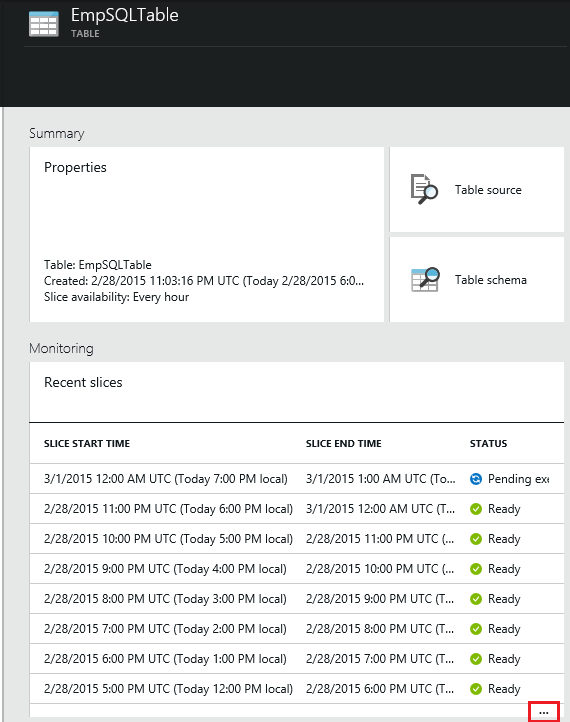 EmpSQLTable
TABLE
Summary
Properties
Table: EmpSQLTable
Created: 2/28/2015 11:03:16 PM UTC (Today 2/28/2015 6:0...
Slice availability: Every hour
Table source
Table schema
Monitoring
Recent slices
SLICE START TIME SLICE END TIME STATUS
3/1/2015 12:00 AM UTC (Today 7:00 PM local) 3/1/2015 1:00 AM UTC (To... Pending exe
2/28/2015 11:00 PM UTC (Today 6:00 PM local) 3/1/2015 12:00 AM UTC (T... Ready
2/28/2015 10:00 PM UTC (Today 5:00 PM local) 2/28/2015 11:00 PM UTC (... Ready
2/28/2015 9:00 PM UTC (Today 4:00 PM local) 2/28/2015 10:00 PM UTC (... Ready
2/28/2015 8:00 PM UTC (Today 3:00 PM local) 2/28/2015 9:00 PM UTC (T... Ready
2/28/2015 7:00 PM UTC (Today 2:00 PM local) 2/28/2015 8:00 PM UTC (T... Ready
2/28/2015 6:00 PM UTC (Today 1:00 PM local) 2/28/2015 7:00 PM UTC (T... Ready
2/28/2015 5:00 PM UTC (Today 12:00 PM local) 2/28/2015 6:00 PM UTC (T... Ready
...